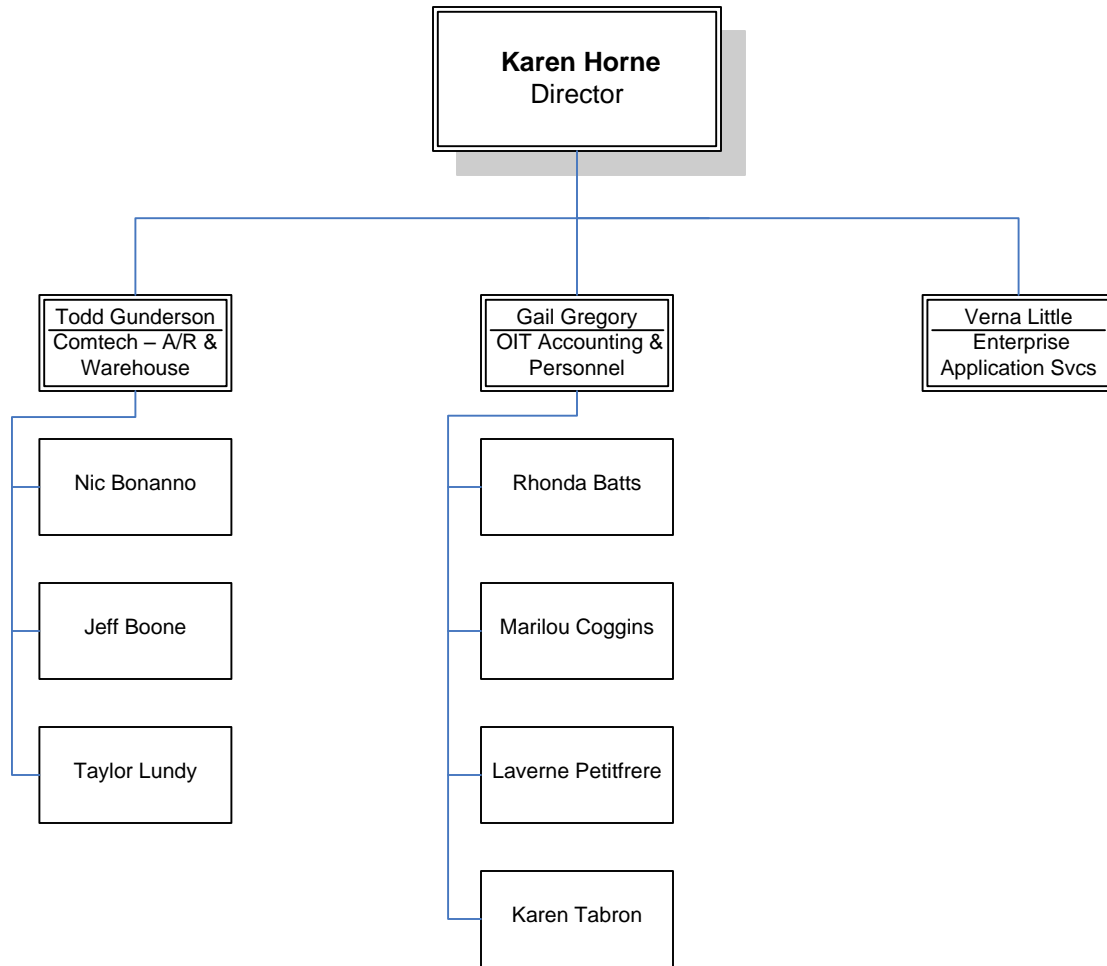 Karen Horne
Director
Todd Gunderson
Comtech – A/R &
Warehouse
Gail Gregory
OIT Accounting &
Personnel
Verna Little
Enterprise
Application Svcs
Nic Bonanno
Jeff Boone
Taylor Lundy
Rhonda Batts
Marilou Coggins
Laverne Petitfrere
Karen Tabron